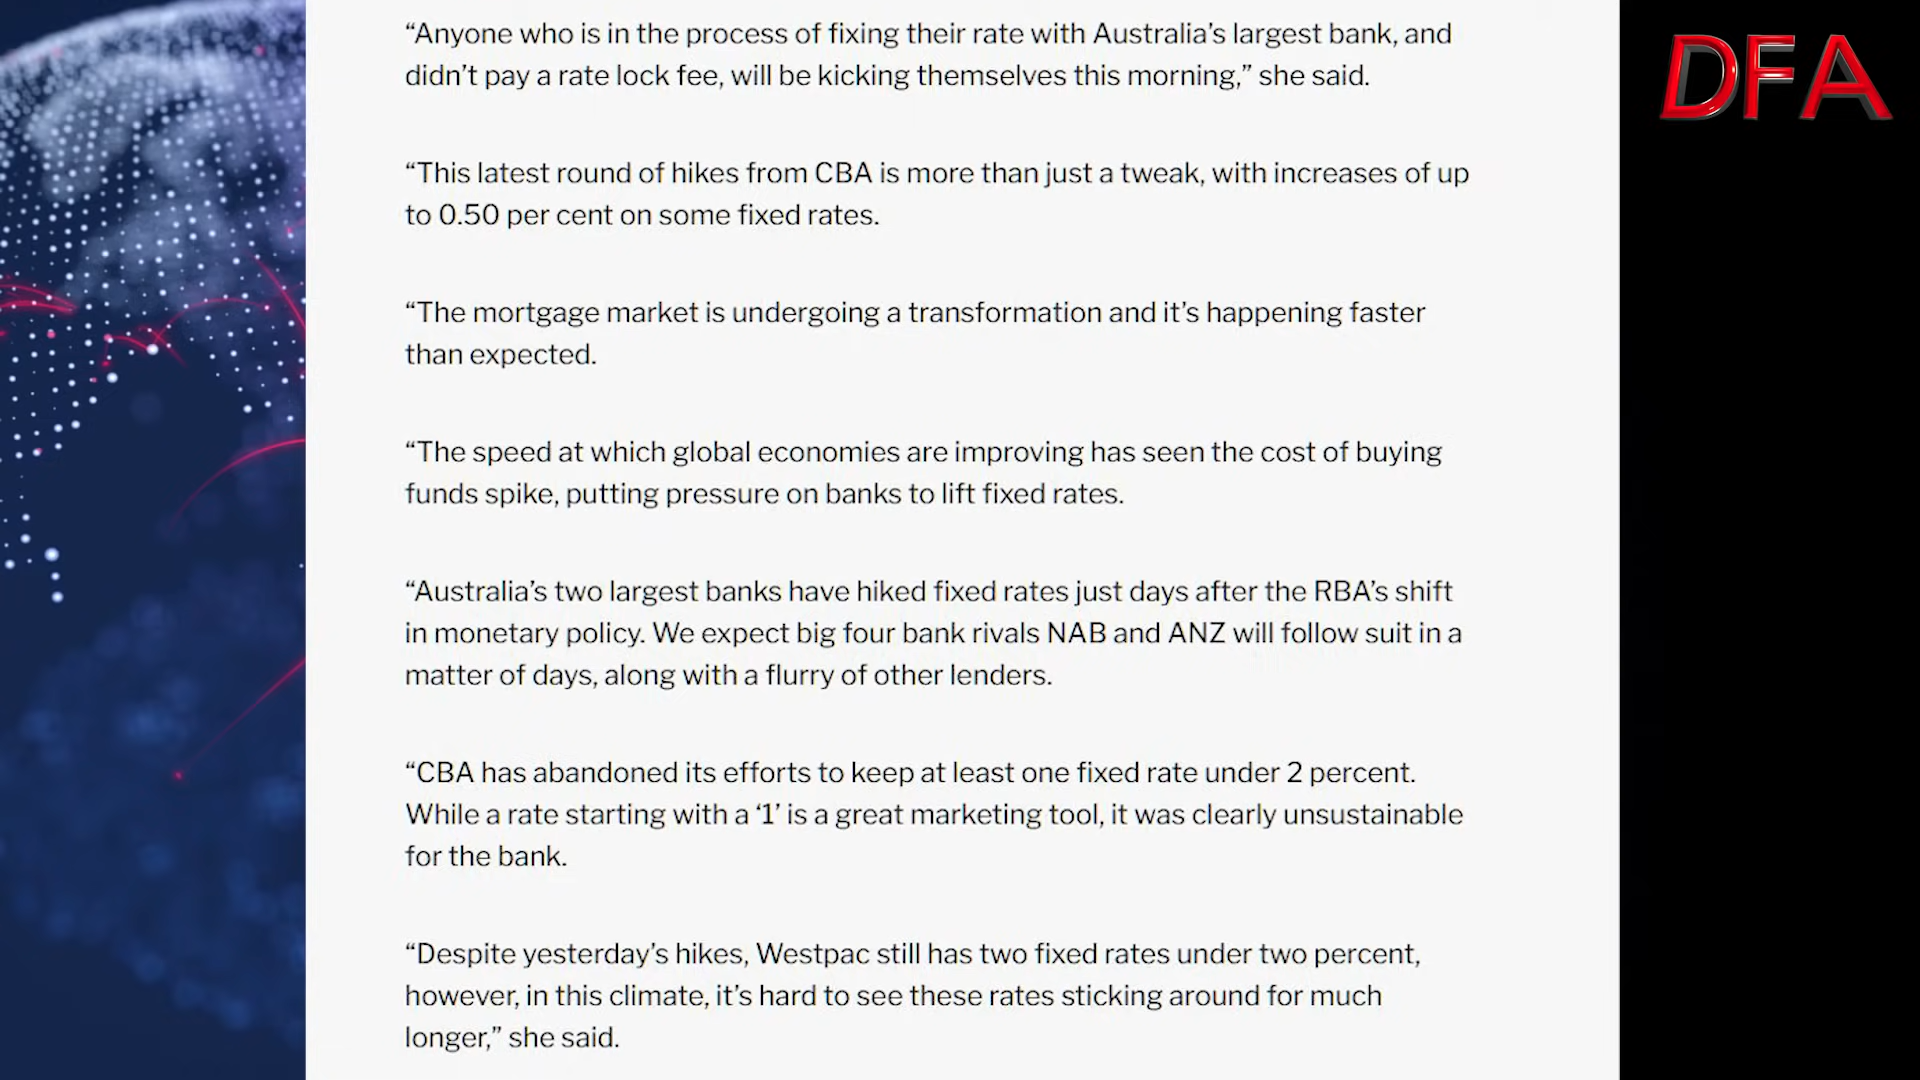 “Anyone who is in the process of fixing their rate with Australia’s largest bank, and
didn’t pay a rate lock fee, will be kicking themselves this morning,” she said.
“This latest round of hikes from CBA is more than just a tweak, with increases of up
to 0.50 per cent on some fixed rates.
“The mortgage market is undergoing a transformation and it’s happening faster
than expected.
“The speed at which global economies are improving has seen the cost of buying
funds spike, putting pressure on banks to lift fixed rates.
“Australia’s two largest banks have hiked fixed rates just days after the RBA’s shift
in monetary policy. We expect big four bank rivals NAB and ANZ will follow suit in a
matter of days, along with a flurry of other lenders.
“CBA has abandoned its efforts to keep at least one fixed rate under 2 percent.
While a rate starting with a ‘1’ is a great marketing tool, it was clearly unsustainable
for the bank.
“Despite yesterday’s hikes, Westpac still has two fixed rates under two percent,
however, in this climate, it’s hard to see these rates sticking around for much
longer,” she said.
DFA